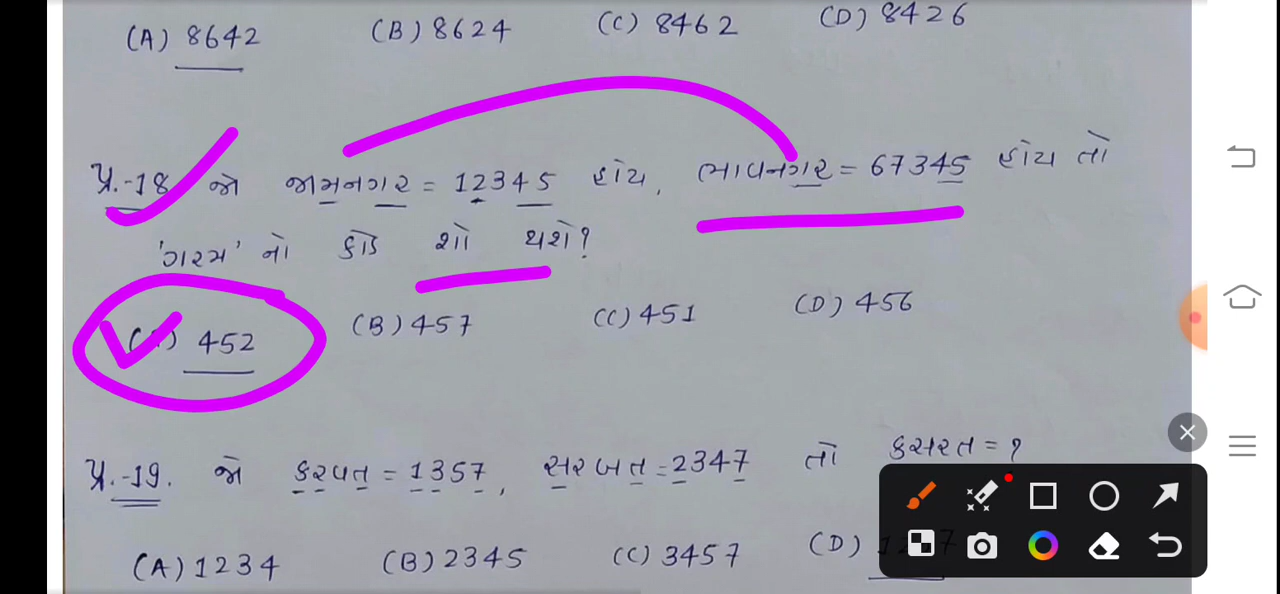 (A) 8642 (B) 8624 (C) 8462 (D) 8426
પ્ર.-18 જો જામનગર = 12345 હોય, ભાવનગર = 67345 હોય તો
'ગરમ' નો કોડ શો થશે?
452 (B) 457 (C) 451 (D) 456
પ્ર.-19. જો કરવત = 1357, સરબત = 2347 તો કસરત = ?
(A) 1234 (B) 2345 (C) 3457 (D)